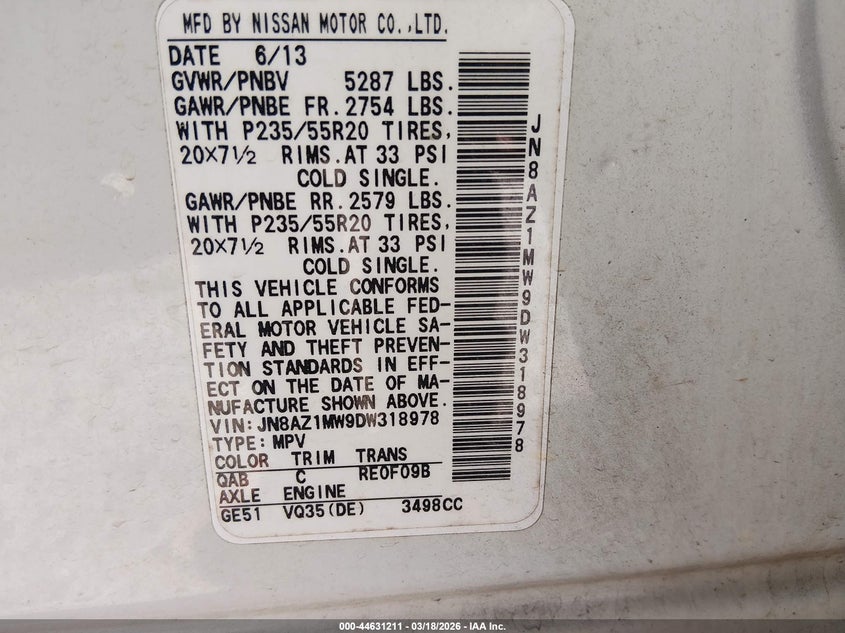 MFD BY NISSAN MOTOR CO.,LTD.
DATE 6/13
GVWR/PNBV 5287 LBS.
GAWR/PNBE FR. 2754 LBS.
WITH P235/55R20 TIRES,
20×7½ RIMS.AT 33 PSI
COLD SINGLE.
GAWR/PNBE RR. 2579 LBS.
WITH P235/55R20 TIRES,
20×7½ RIMS.AT 33 PSI
COLD SINGLE.
THIS VEHICLE CONFORMS
TO ALL APPLICABLE FED-
ERAL MOTOR VEHICLE SA-
FETY AND THEFT PREVEN-
TION STANDARDS IN EFF-
ECT ON THE DATE OF MA-
NUFACTURE SHOWN ABOVE.
VIN:JN8AZ1MW9DW318978
TYPE:MPV
COLOR TRIM TRANS
QAB C RE0F09B
AXLE ENGINE
GE51 VQ35(DE) 3498CC
JN8AZ1MW9DW318978
000-44631211 — 03/18/2026 — IAA Inc.